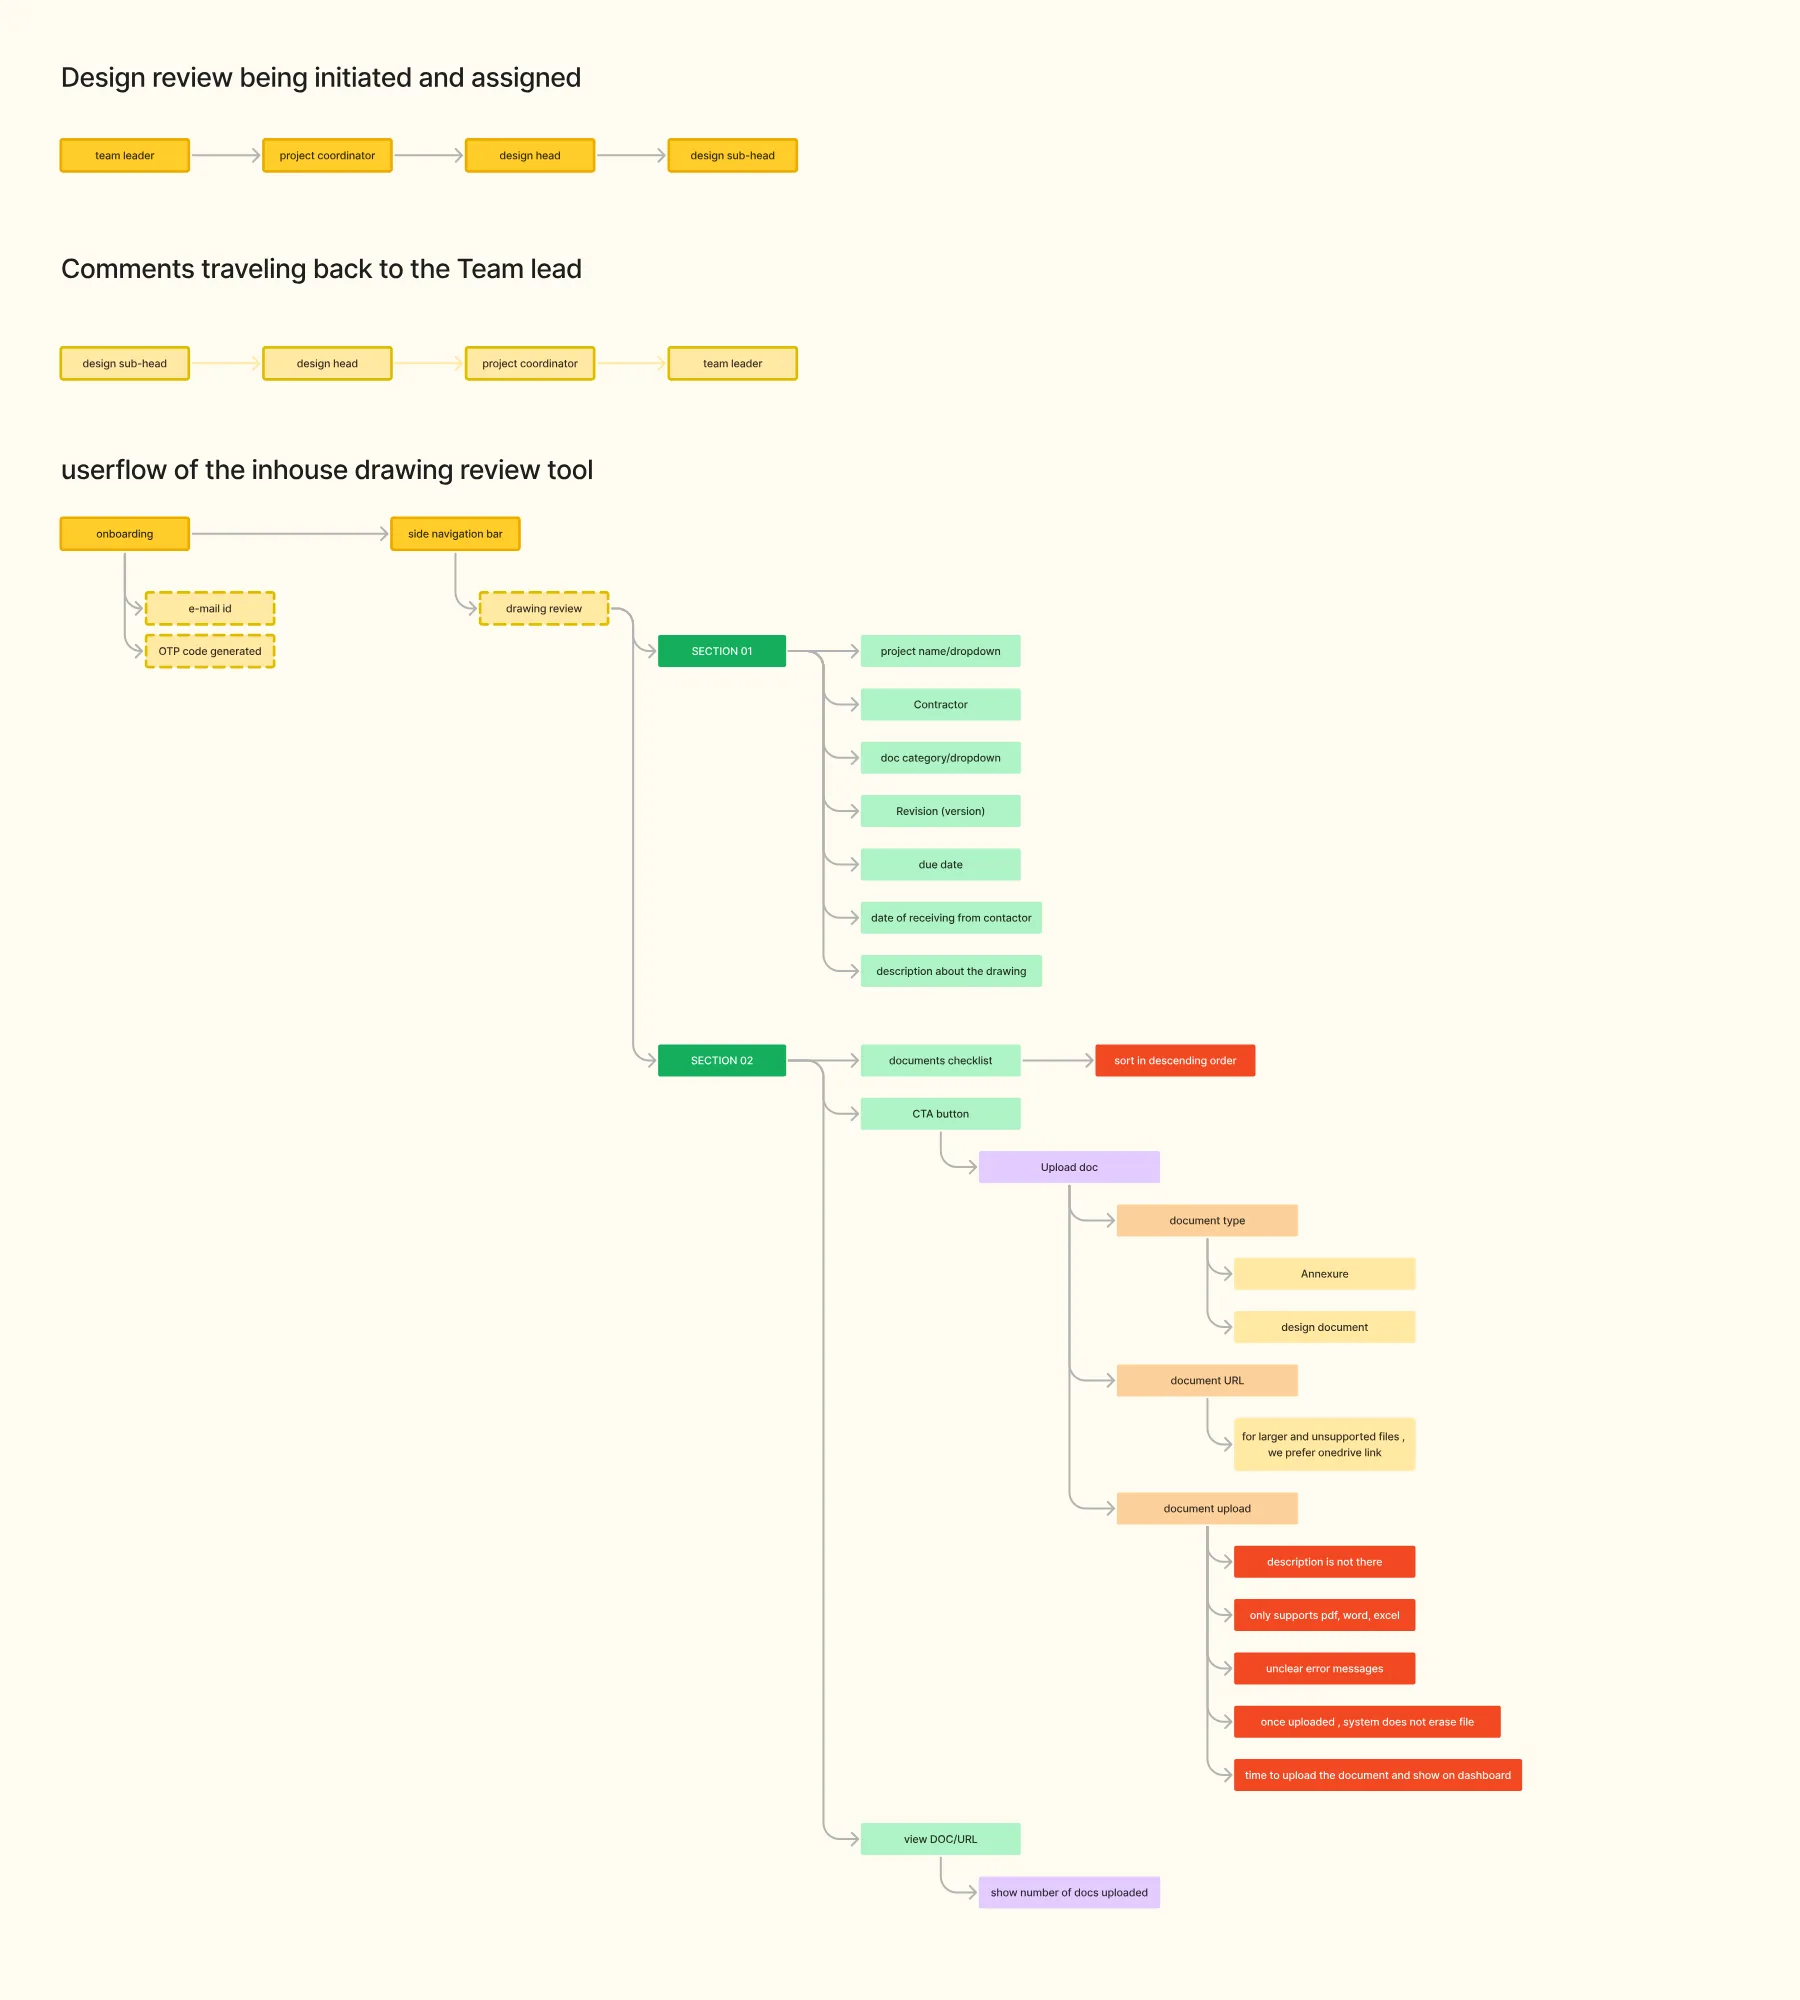 Design review being initiated and assigned
team leader
project coordinator
design head
design sub-head
Comments traveling back to the Team lead
design sub-head
design head
project coordinator
team leader
userflow of the inhouse drawing review tool
onboarding
side navigation bar
e-mail id
drawing review
OTP code generated
SECTION 01
project name/dropdown
Contractor
doc category/dropdown
Revision (version)
due date
date of receiving from contactor
description about the drawing
SECTION 02
documents checklist
sort in descending order
CTA button
Upload doc
document type
Annexure
design document
document URL
for larger and unsupported files ,
we prefer onedrive link
document upload
description is not there
only supports pdf, word, excel
unclear error messages
once uploaded , system does not erase file
time to upload the document and show on dashboard
view DOC/URL
show number of docs uploaded